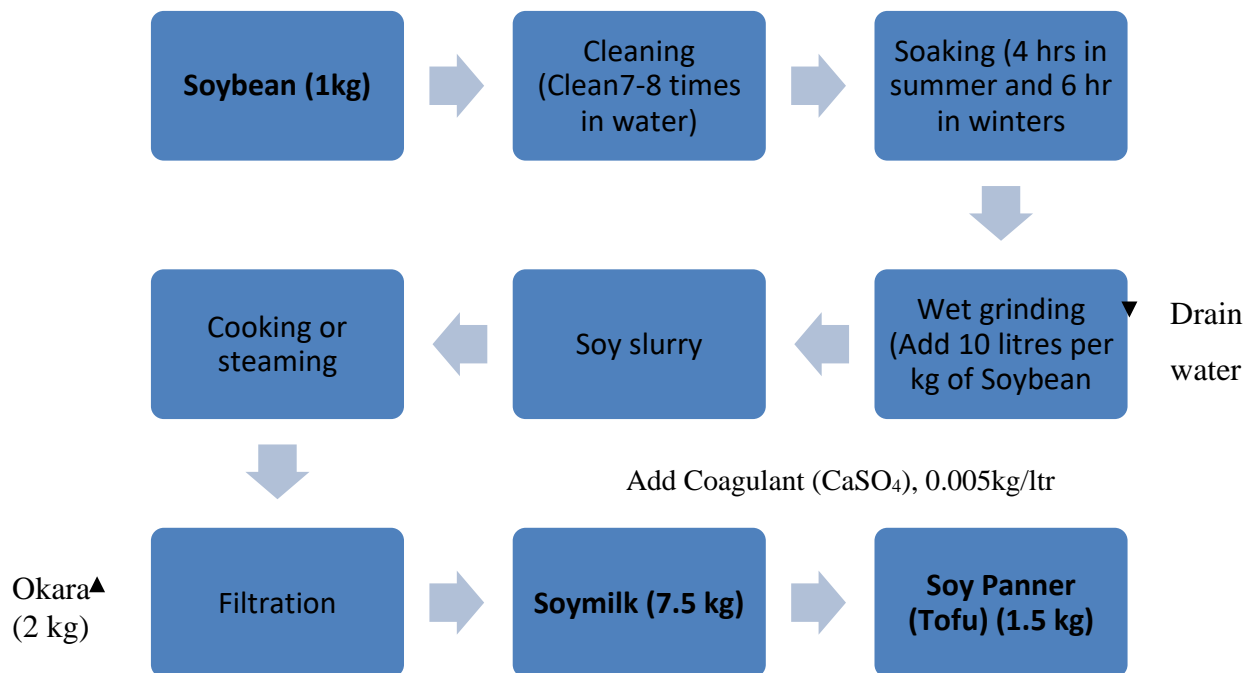 Soybean (1kg)
Cleaning
(Clean7-8 times
in water)
Soaking (4 hrs in
summer and 6 hr
in winters
Wet grinding
(Add 10 litres per
kg of Soybean
Drain
water
Soy slurry
Cooking or
steaming
Add Coagulant (CaSO₄), 0.005kg/ltr
Okara
(2 kg)
Filtration
Soymilk (7.5 kg)
Soy Panner
(Tofu) (1.5 kg)